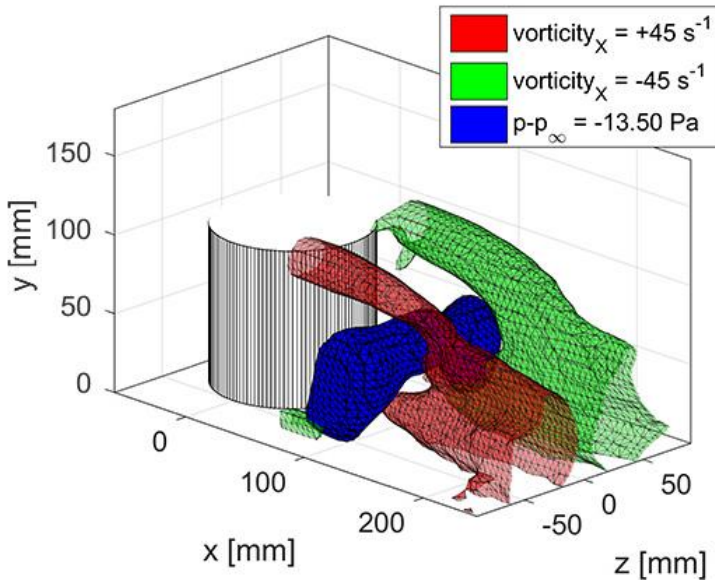 vorticity_X = +45 s⁻¹
vorticity_X = -45 s⁻¹
p-p_∞ = -13.50 Pa
150
100
50
0
y [mm]
0
100
200
x [mm]
-50
0
50
z [mm]